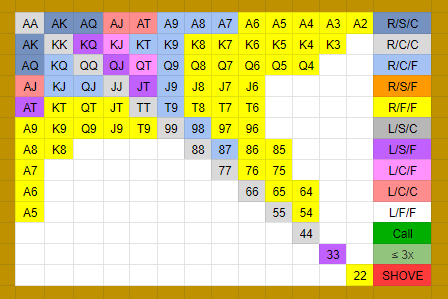 AA AK AQ AJ AT A9 A8 A7 A6 A5 A4 A3 A2 R/S/C
AK KK KQ KJ KT K9 K8 K7 K6 K5 K4 K3 R/C/C
AQ KQ QQ QJ QT Q9 Q8 Q7 Q6 Q5 Q4 R/C/F
AJ KJ QJ JJ JT J9 J8 J7 J6 R/S/F
AT KT QT JT TT T9 T8 T7 T6 R/F/F
A9 K9 Q9 J9 T9 99 98 97 96 L/S/C
A8 K8 88 87 86 85 L/S/F
A7 77 76 75 L/C/F
A6 66 65 64 L/C/C
A5 55 54 L/F/F
44 Call
33 ≤ 3x
22 SHOVE